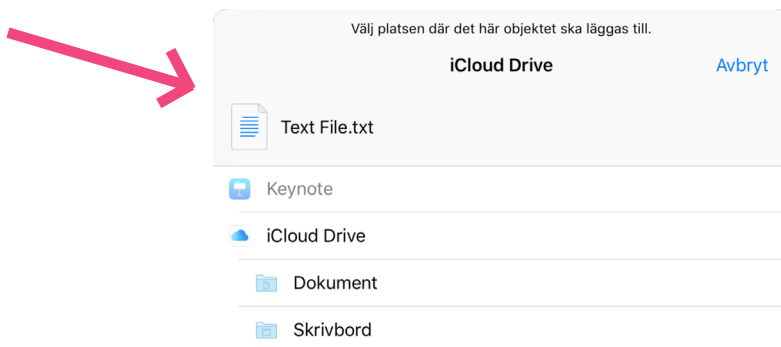 Välj platsen där det här objektet ska läggas till.
iCloud Drive Avbryt
Text File.txt
Keynote
iCloud Drive
Dokument
Skrivbord